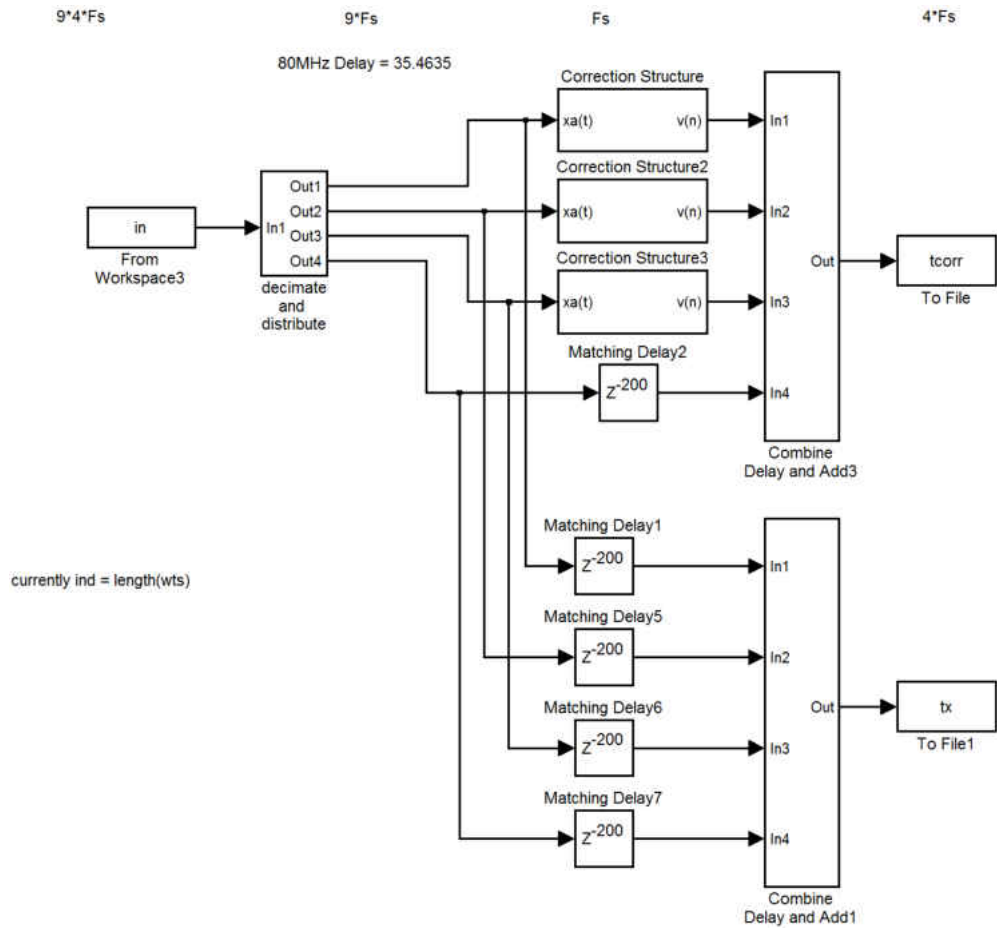 9*4*Fs
9*Fs
Fs
4*Fs
80MHz Delay = 35.4635
Correction Structure
xa(t)
v(n)
In1
Correction Structure2
xa(t)
v(n)
In2
Correction Structure3
xa(t)
v(n)
In3
Matching Delay2
Z-200
In4
Out
Combine
Delay and Add3
tcorr
To File
in
From
Workspace3
In1
Out1
Out2
Out3
Out4
decimate
and
distribute
currently ind = length(wts)
Matching Delay1
Z-200
In1
Matching Delay5
Z-200
In2
Matching Delay6
Z-200
In3
Matching Delay7
Z-200
In4
Out
Combine
Delay and Add1
tx
To File1